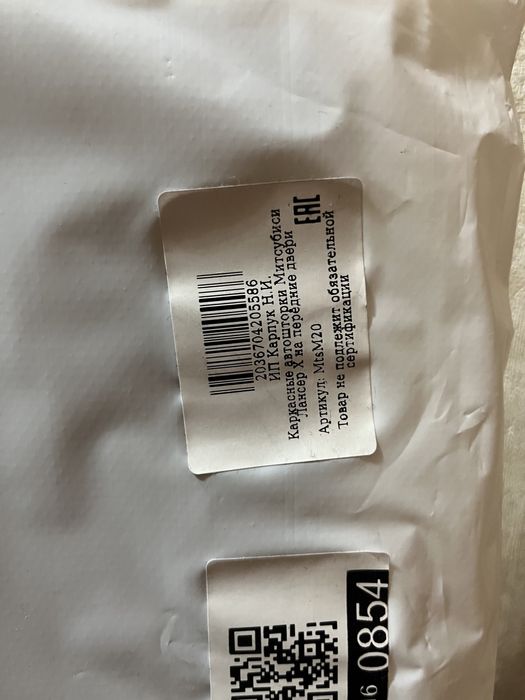 2036704205586
ИП Карпук Н.И.
Каркасные автошторки Митсубиси
Лансер X на передние двери
Артикул: MtsM20
EAC
Товар не подлежит обязательной
сертификации
6 0854